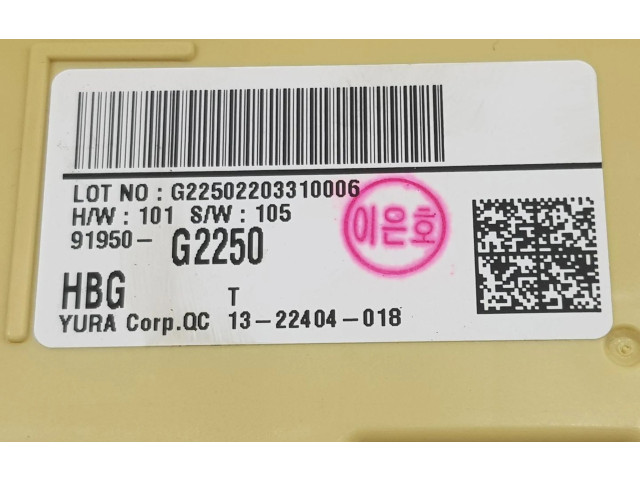 LOT NO : G22502203310006
H/W : 101 S/W : 105
91950- G2250
이은호
HBG T
YURA Corp.QC 13-22404-018